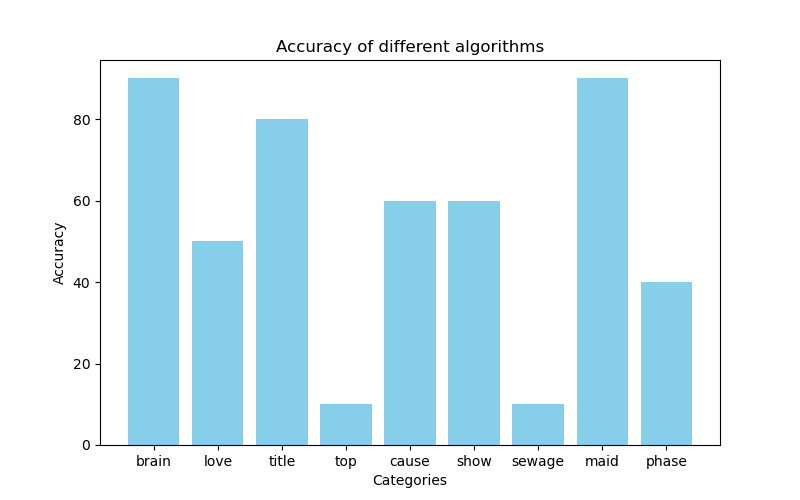 Accuracy of different algorithms
Accuracy
80
60
40
20
0
brain love title top cause show sewage maid phase
Categories